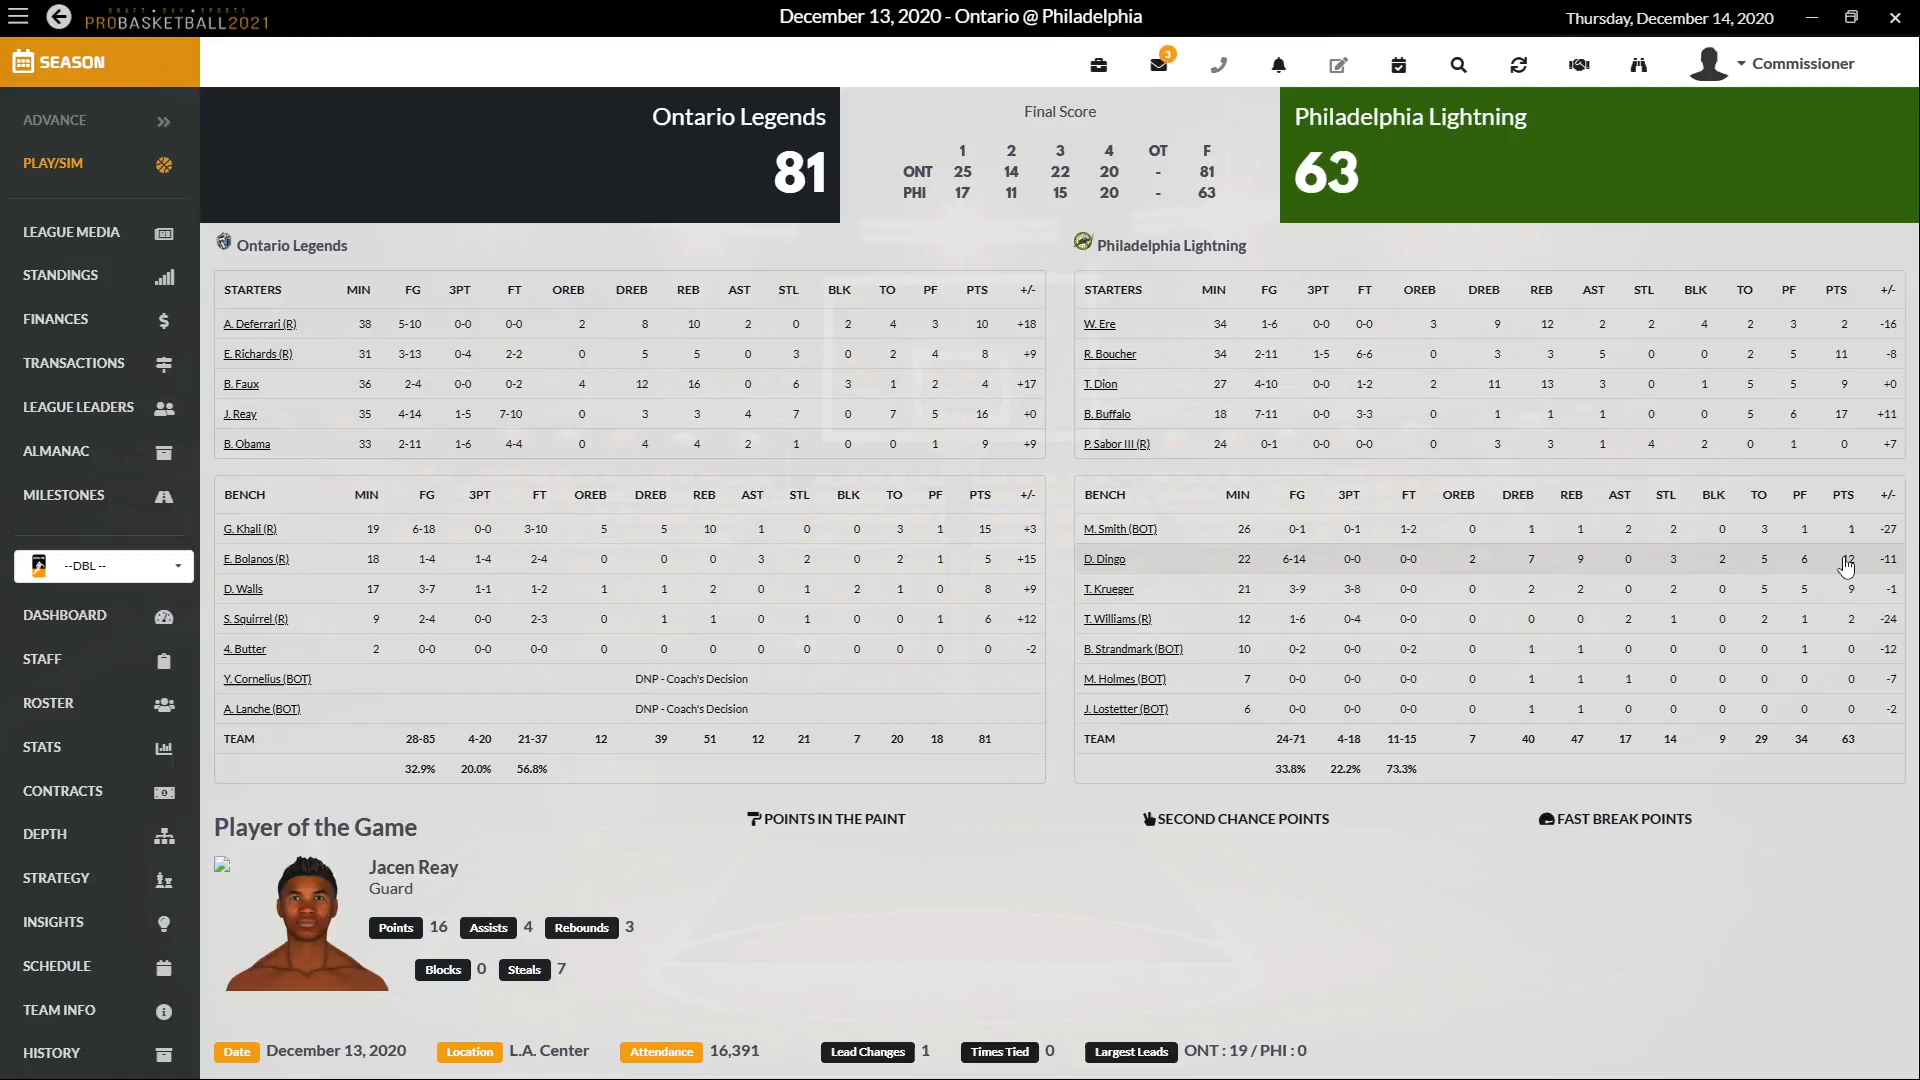 DRAFT • DAY • SPORTS
PROBASKETBALL2021
December 13, 2020 - Ontario @ Philadelphia
Thursday, December 14, 2020
SEASON
3
Commissioner
ADVANCE
PLAY/SIM
LEAGUE MEDIA
STANDINGS
FINANCES
TRANSACTIONS
LEAGUE LEADERS
ALMANAC
MILESTONES
--DBL--
DASHBOARD
STAFF
ROSTER
STATS
CONTRACTS
DEPTH
STRATEGY
INSIGHTS
SCHEDULE
TEAM INFO
HISTORY
Ontario Legends
81
Final Score
1 2 3 4 OT F
ONT 25 14 22 20 - 81
PHI 17 11 15 20 - 63
Philadelphia Lightning
63
Ontario Legends
STARTERS MIN FG 3PT FT OREB DREB REB AST STL BLK TO PF PTS +/-
A. Deferrari (R) 38 5-10 0-0 0-0 2 8 10 2 0 2 4 3 10 +18
E. Richards (R) 31 3-13 0-4 2-2 0 5 5 0 3 0 2 4 8 +9
B. Faux 36 2-4 0-0 0-2 4 12 16 0 6 3 1 2 4 +17
J. Reay 35 4-14 1-5 7-10 0 3 3 4 7 0 7 5 16 +0
B. Obama 33 2-11 1-6 4-4 0 4 4 2 1 0 0 1 9 +9
BENCH MIN FG 3PT FT OREB DREB REB AST STL BLK TO PF PTS +/-
G. Khali (R) 19 6-18 0-0 3-10 5 5 10 1 0 0 3 1 15 +3
E. Bolanos (R) 18 1-4 1-4 2-4 0 0 0 3 2 0 2 1 5 +15
D. Walls 17 3-7 1-1 1-2 1 1 2 0 1 2 1 0 8 +9
S. Squirrel (R) 9 2-4 0-0 2-3 0 1 1 0 1 0 0 1 6 +12
4. Butter 2 0-0 0-0 0-0 0 0 0 0 0 0 0 0 0 -2
Y. Cornelius (BOT) DNP - Coach's Decision
A. Lanche (BOT) DNP - Coach's Decision
TEAM 28-85 4-20 21-37 12 39 51 12 21 7 20 18 81
32.9% 20.0% 56.8%
Philadelphia Lightning
STARTERS MIN FG 3PT FT OREB DREB REB AST STL BLK TO PF PTS +/-
W. Ere 34 1-6 0-0 0-0 3 9 12 2 2 4 2 3 2 -16
R. Boucher 34 2-11 1-5 6-6 0 3 3 5 0 0 2 5 11 -8
T. Dion 27 4-10 0-0 1-2 2 11 13 3 0 1 5 5 9 +0
B. Buffalo 18 7-11 0-0 3-3 0 1 1 1 0 0 5 6 17 +11
P. Sabor III (R) 24 0-1 0-0 0-0 0 3 3 1 4 2 0 1 0 +7
BENCH MIN FG 3PT FT OREB DREB REB AST STL BLK TO PF PTS +/-
M. Smith (BOT) 26 0-1 0-1 1-2 0 1 1 2 2 0 3 1 1 -27
D. Dingo 22 6-14 0-0 0-0 2 7 9 0 3 2 5 6 12 -11
T. Krueger 21 3-9 3-8 0-0 0 2 2 0 2 0 5 5 9 -1
T. Williams (R) 12 1-6 0-4 0-0 0 0 0 2 1 0 2 1 2 -24
B. Strandmark (BOT) 10 0-2 0-0 0-2 0 1 1 0 0 0 0 1 0 -12
M. Holmes (BOT) 7 0-0 0-0 0-0 0 1 1 1 0 0 0 0 0 -7
J. Lostetter (BOT) 6 0-0 0-0 0-0 0 1 1 0 0 0 0 0 0 -2
TEAM 24-71 4-18 11-15 7 40 47 17 14 9 29 34 63
33.8% 22.2% 73.3%
Player of the Game
POINTS IN THE PAINT
SECOND CHANCE POINTS
FAST BREAK POINTS
Jacen Reay
Guard
Points 16 Assists 4 Rebounds 3
Blocks 0 Steals 7
Date December 13, 2020 Location L.A. Center Attendance 16,391 Lead Changes 1 Times Tied 0 Largest Leads ONT : 19 / PHI : 0